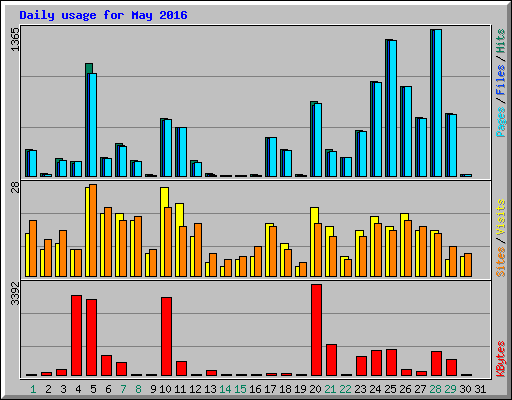 Daily usage for May 2016
1365
Pages / Files / Hits
28
Sites / Visits
3392
KBytes
1 2 3 4 5 6 7 8 9 10 11 12 13 14 15 16 17 18 19 20 21 22 23 24 25 26 27 28 29 30 31